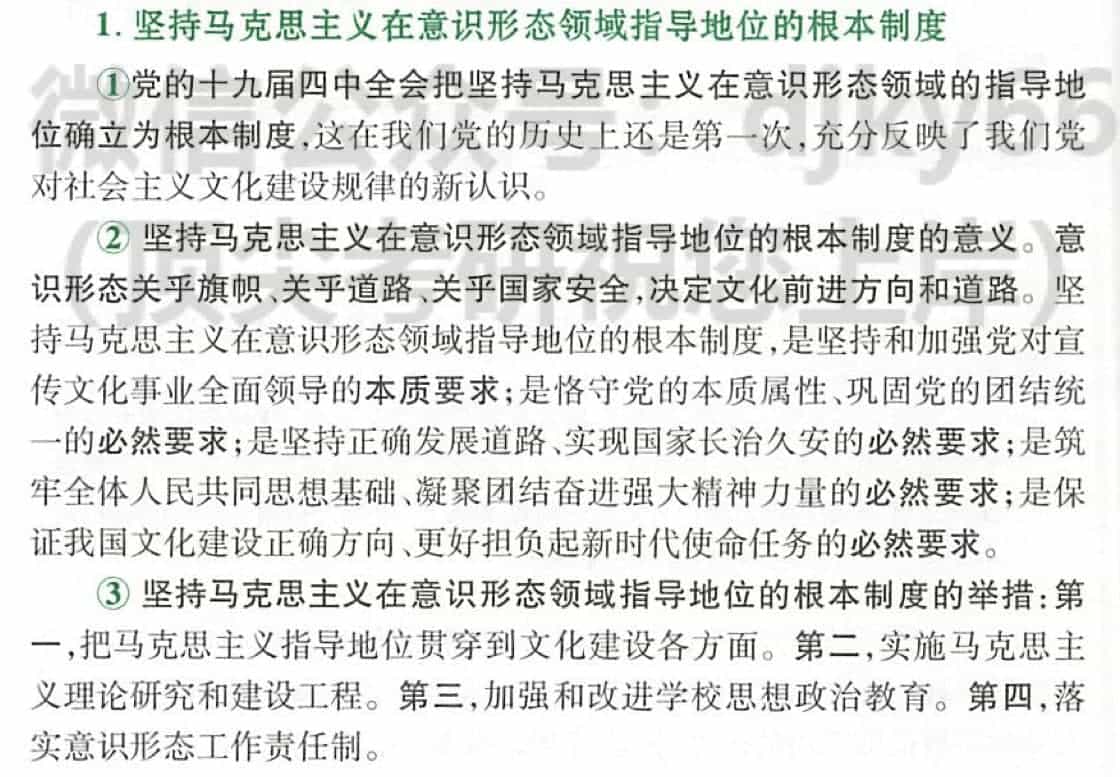 1. 坚持马克思主义在意识形态领域指导地位的根本制度
①党的十九届四中全会把坚持马克思主义在意识形态领域的指导地
位确立为根本制度,这在我们党的历史上还是第一次,充分反映了我们党
对社会主义文化建设规律的新认识。
② 坚持马克思主义在意识形态领域指导地位的根本制度的意义。意
识形态关乎旗帜、关乎道路、关乎国家安全,决定文化前进方向和道路。坚
持马克思主义在意识形态领域指导地位的根本制度,是坚持和加强党对宣
传文化事业全面领导的本质要求;是恪守党的本质属性、巩固党的团结统
一的必然要求;是坚持正确发展道路、实现国家长治久安的必然要求;是筑
牢全体人民共同思想基础、凝聚团结奋进强大精神力量的必然要求;是保
证我国文化建设正确方向、更好担负起新时代使命任务的必然要求。
③ 坚持马克思主义在意识形态领域指导地位的根本制度的举措:第
一,把马克思主义指导地位贯穿到文化建设各方面。第二,实施马克思主
义理论研究和建设工程。第三,加强和改进学校思想政治教育。第四,落
实意识形态工作责任制。
微信公众号: djky66
(顶尖考研祝您上岸)